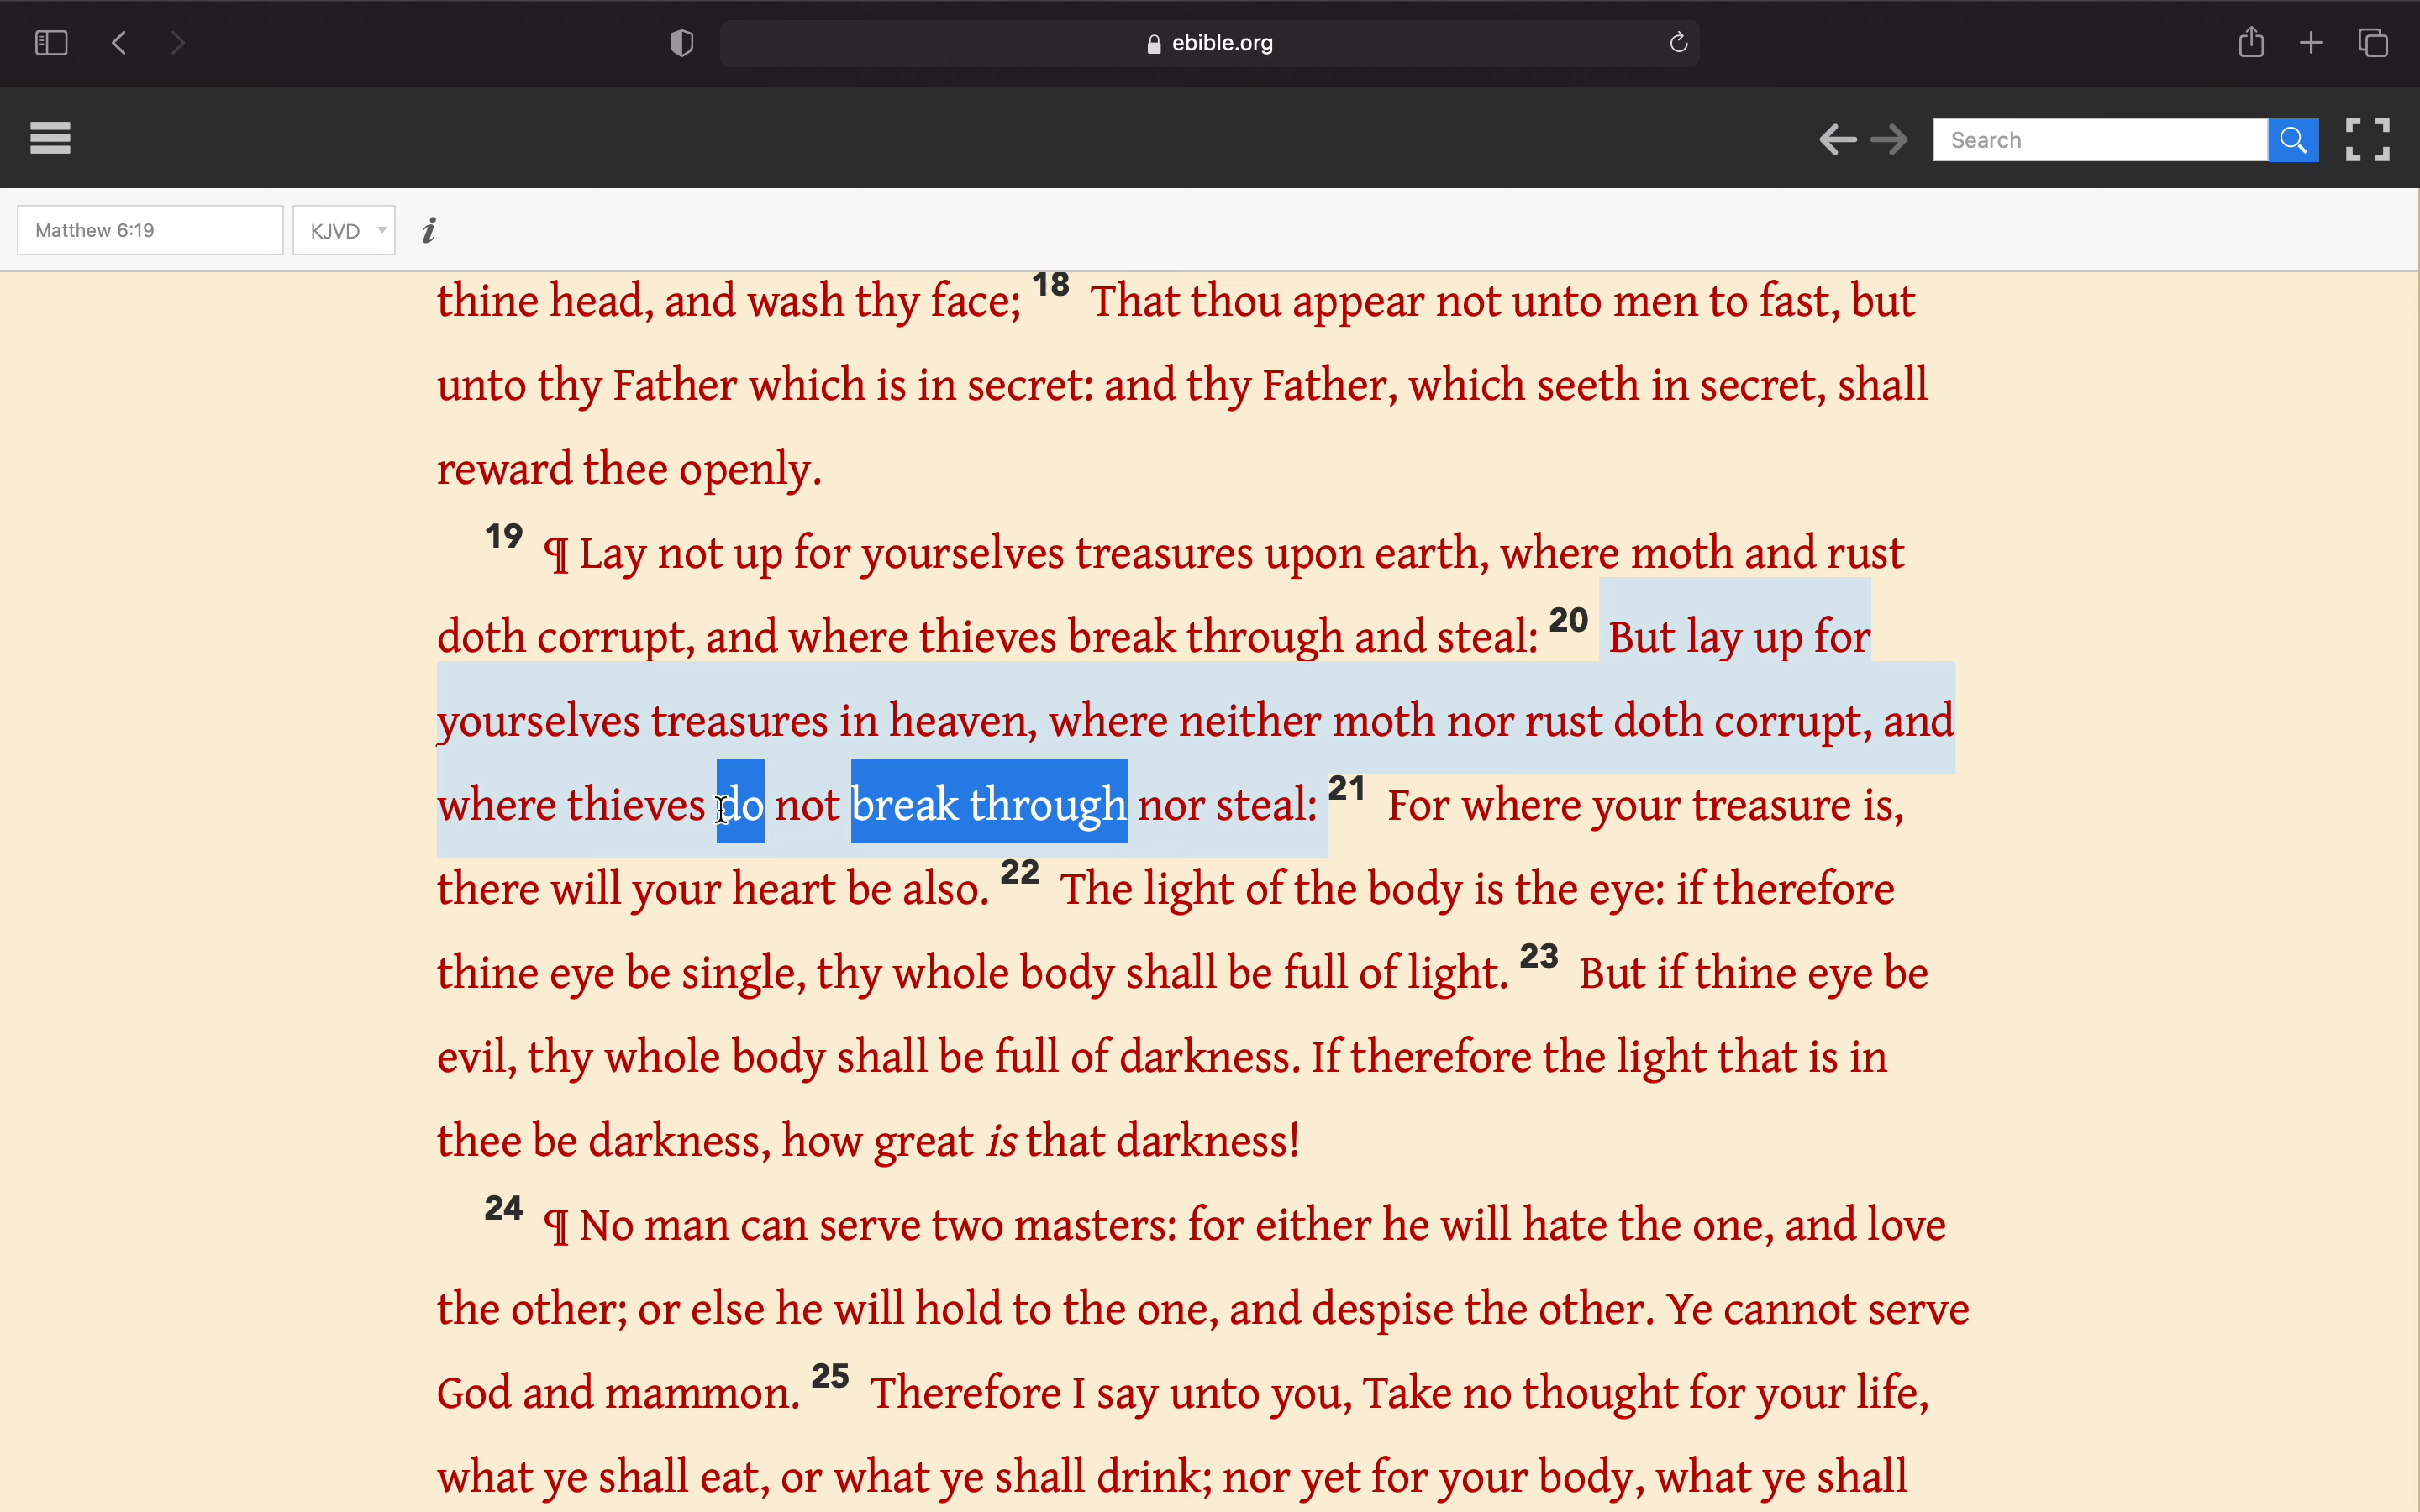 ebible.org
Search
Matthew 6:19 KJVD i
thine head, and wash thy face; 18 That thou appear not unto men to fast, but
unto thy Father which is in secret: and thy Father, which seeth in secret, shall
reward thee openly.
19 ¶ Lay not up for yourselves treasures upon earth, where moth and rust
doth corrupt, and where thieves break through and steal: 20 But lay up for
yourselves treasures in heaven, where neither moth nor rust doth corrupt, and
where thieves do not break through nor steal: 21 For where your treasure is,
there will your heart be also. 22 The light of the body is the eye: if therefore
thine eye be single, thy whole body shall be full of light. 23 But if thine eye be
evil, thy whole body shall be full of darkness. If therefore the light that is in
thee be darkness, how great is that darkness!
24 ¶ No man can serve two masters: for either he will hate the one, and love
the other; or else he will hold to the one, and despise the other. Ye cannot serve
God and mammon. 25 Therefore I say unto you, Take no thought for your life,
what ye shall eat, or what ye shall drink; nor yet for your body, what ye shall